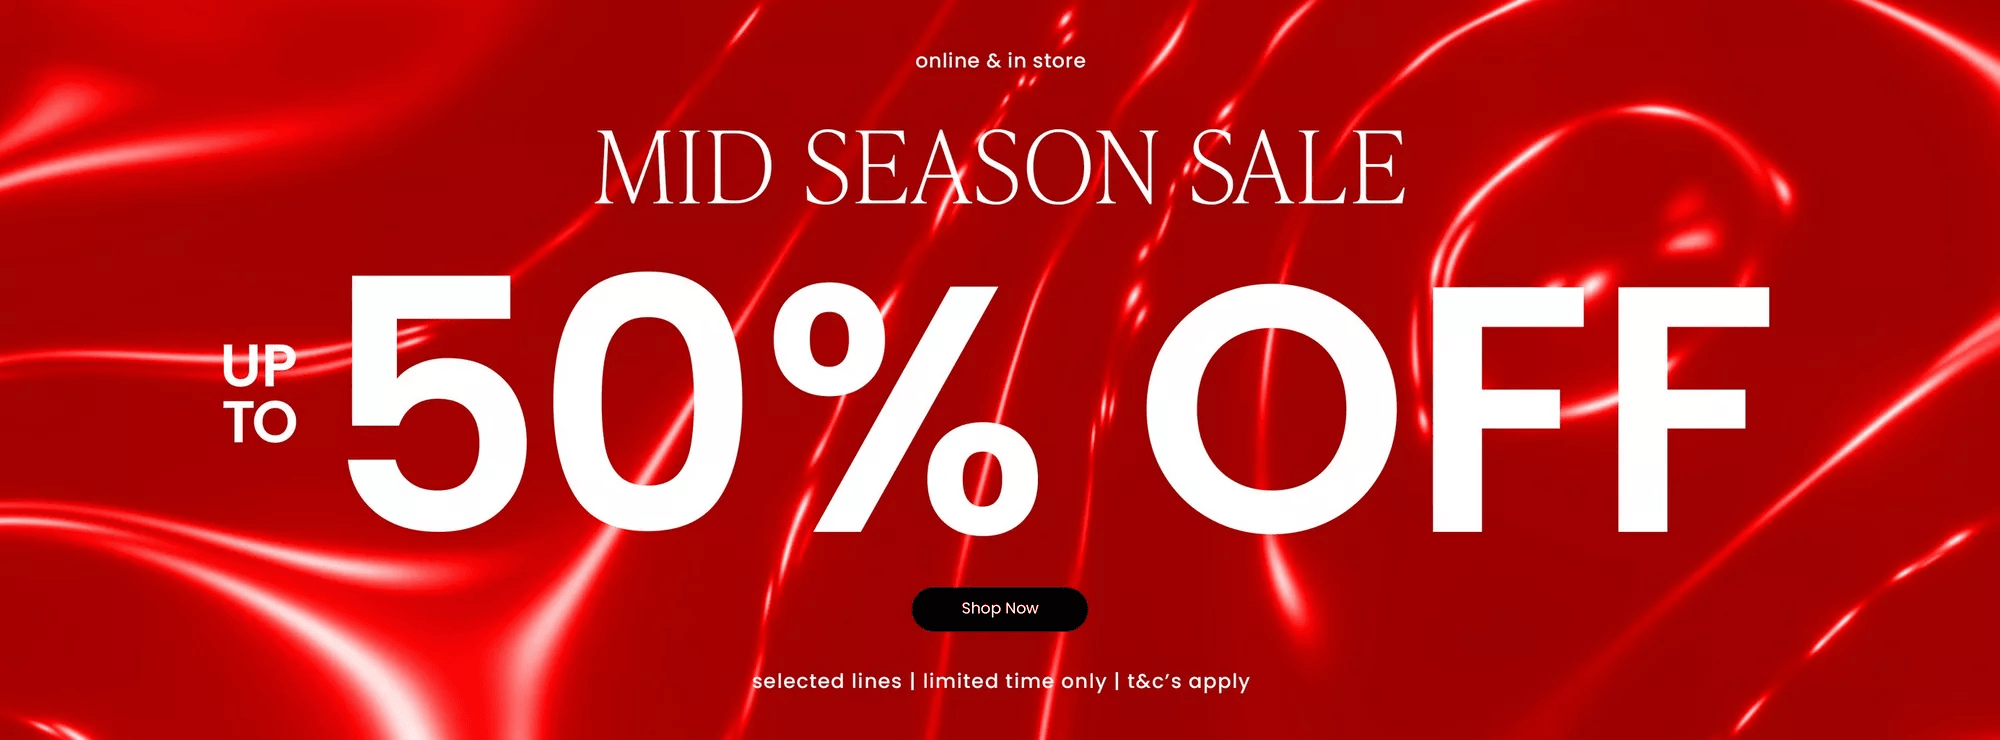 online & in store
MID SEASON SALE
UP
TO
50% OFF
Shop Now
selected lines | limited time only | t&c’s apply